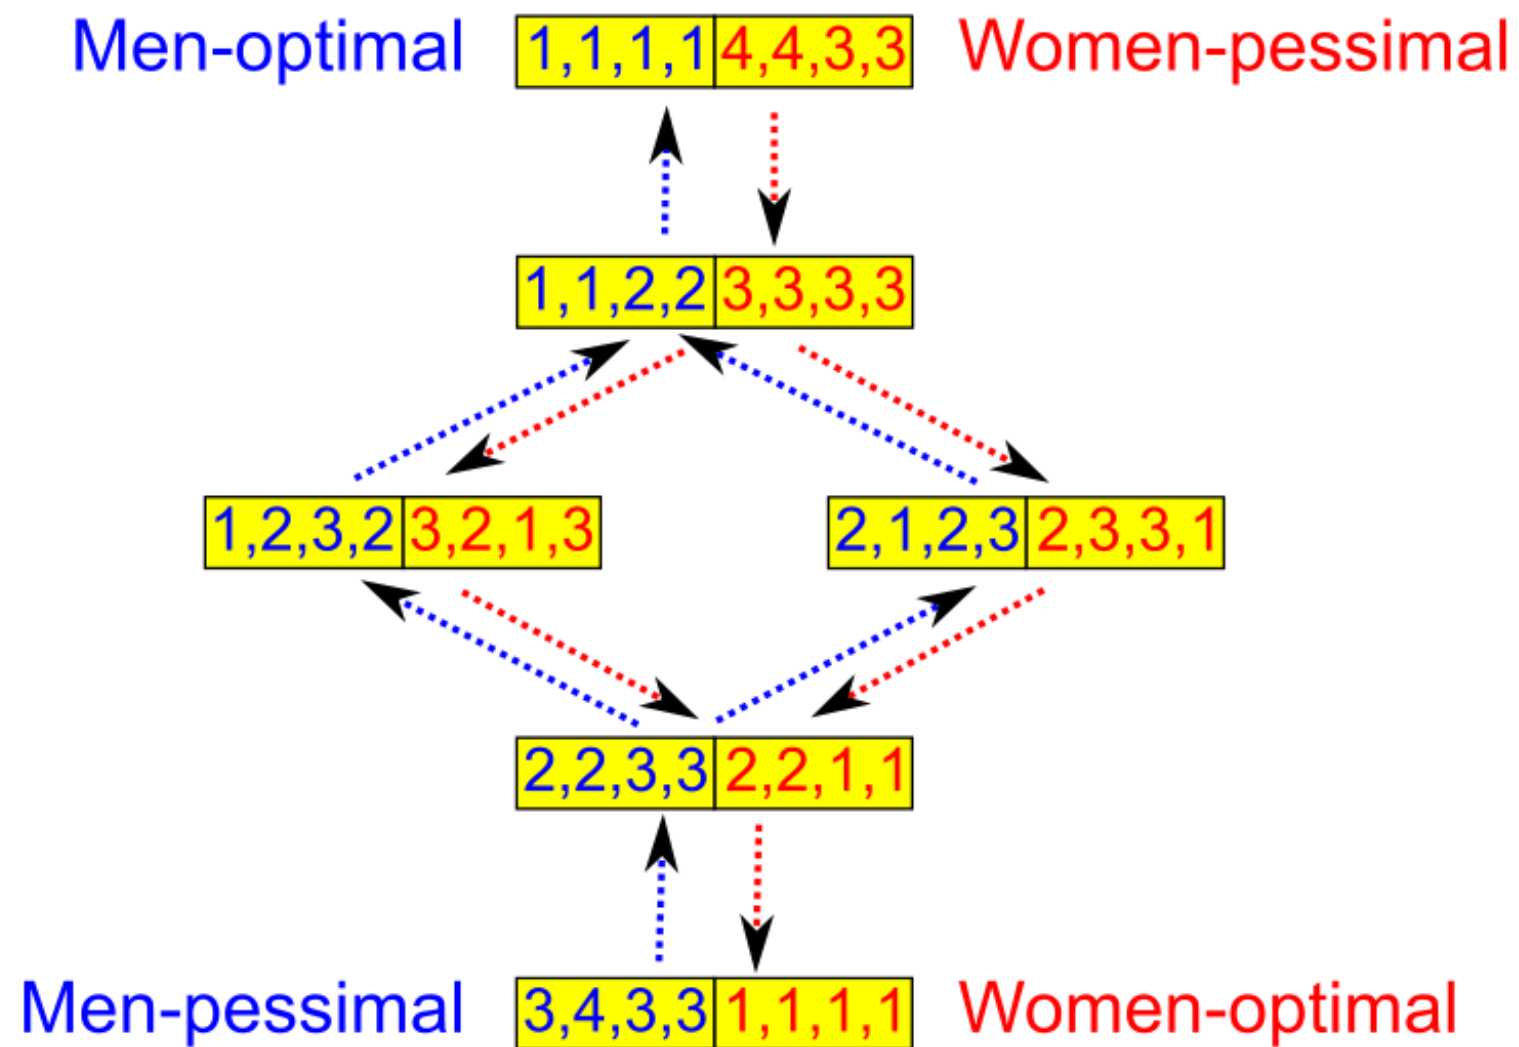 Men-optimal 1,1,1,1 4,4,3,3 Women-pessimal
1,1,2,2 3,3,3,3
1,2,3,2 3,2,1,3 2,1,2,3 2,3,3,1
2,2,3,3 2,2,1,1
Men-pessimal 3,4,3,3 1,1,1,1 Women-optimal